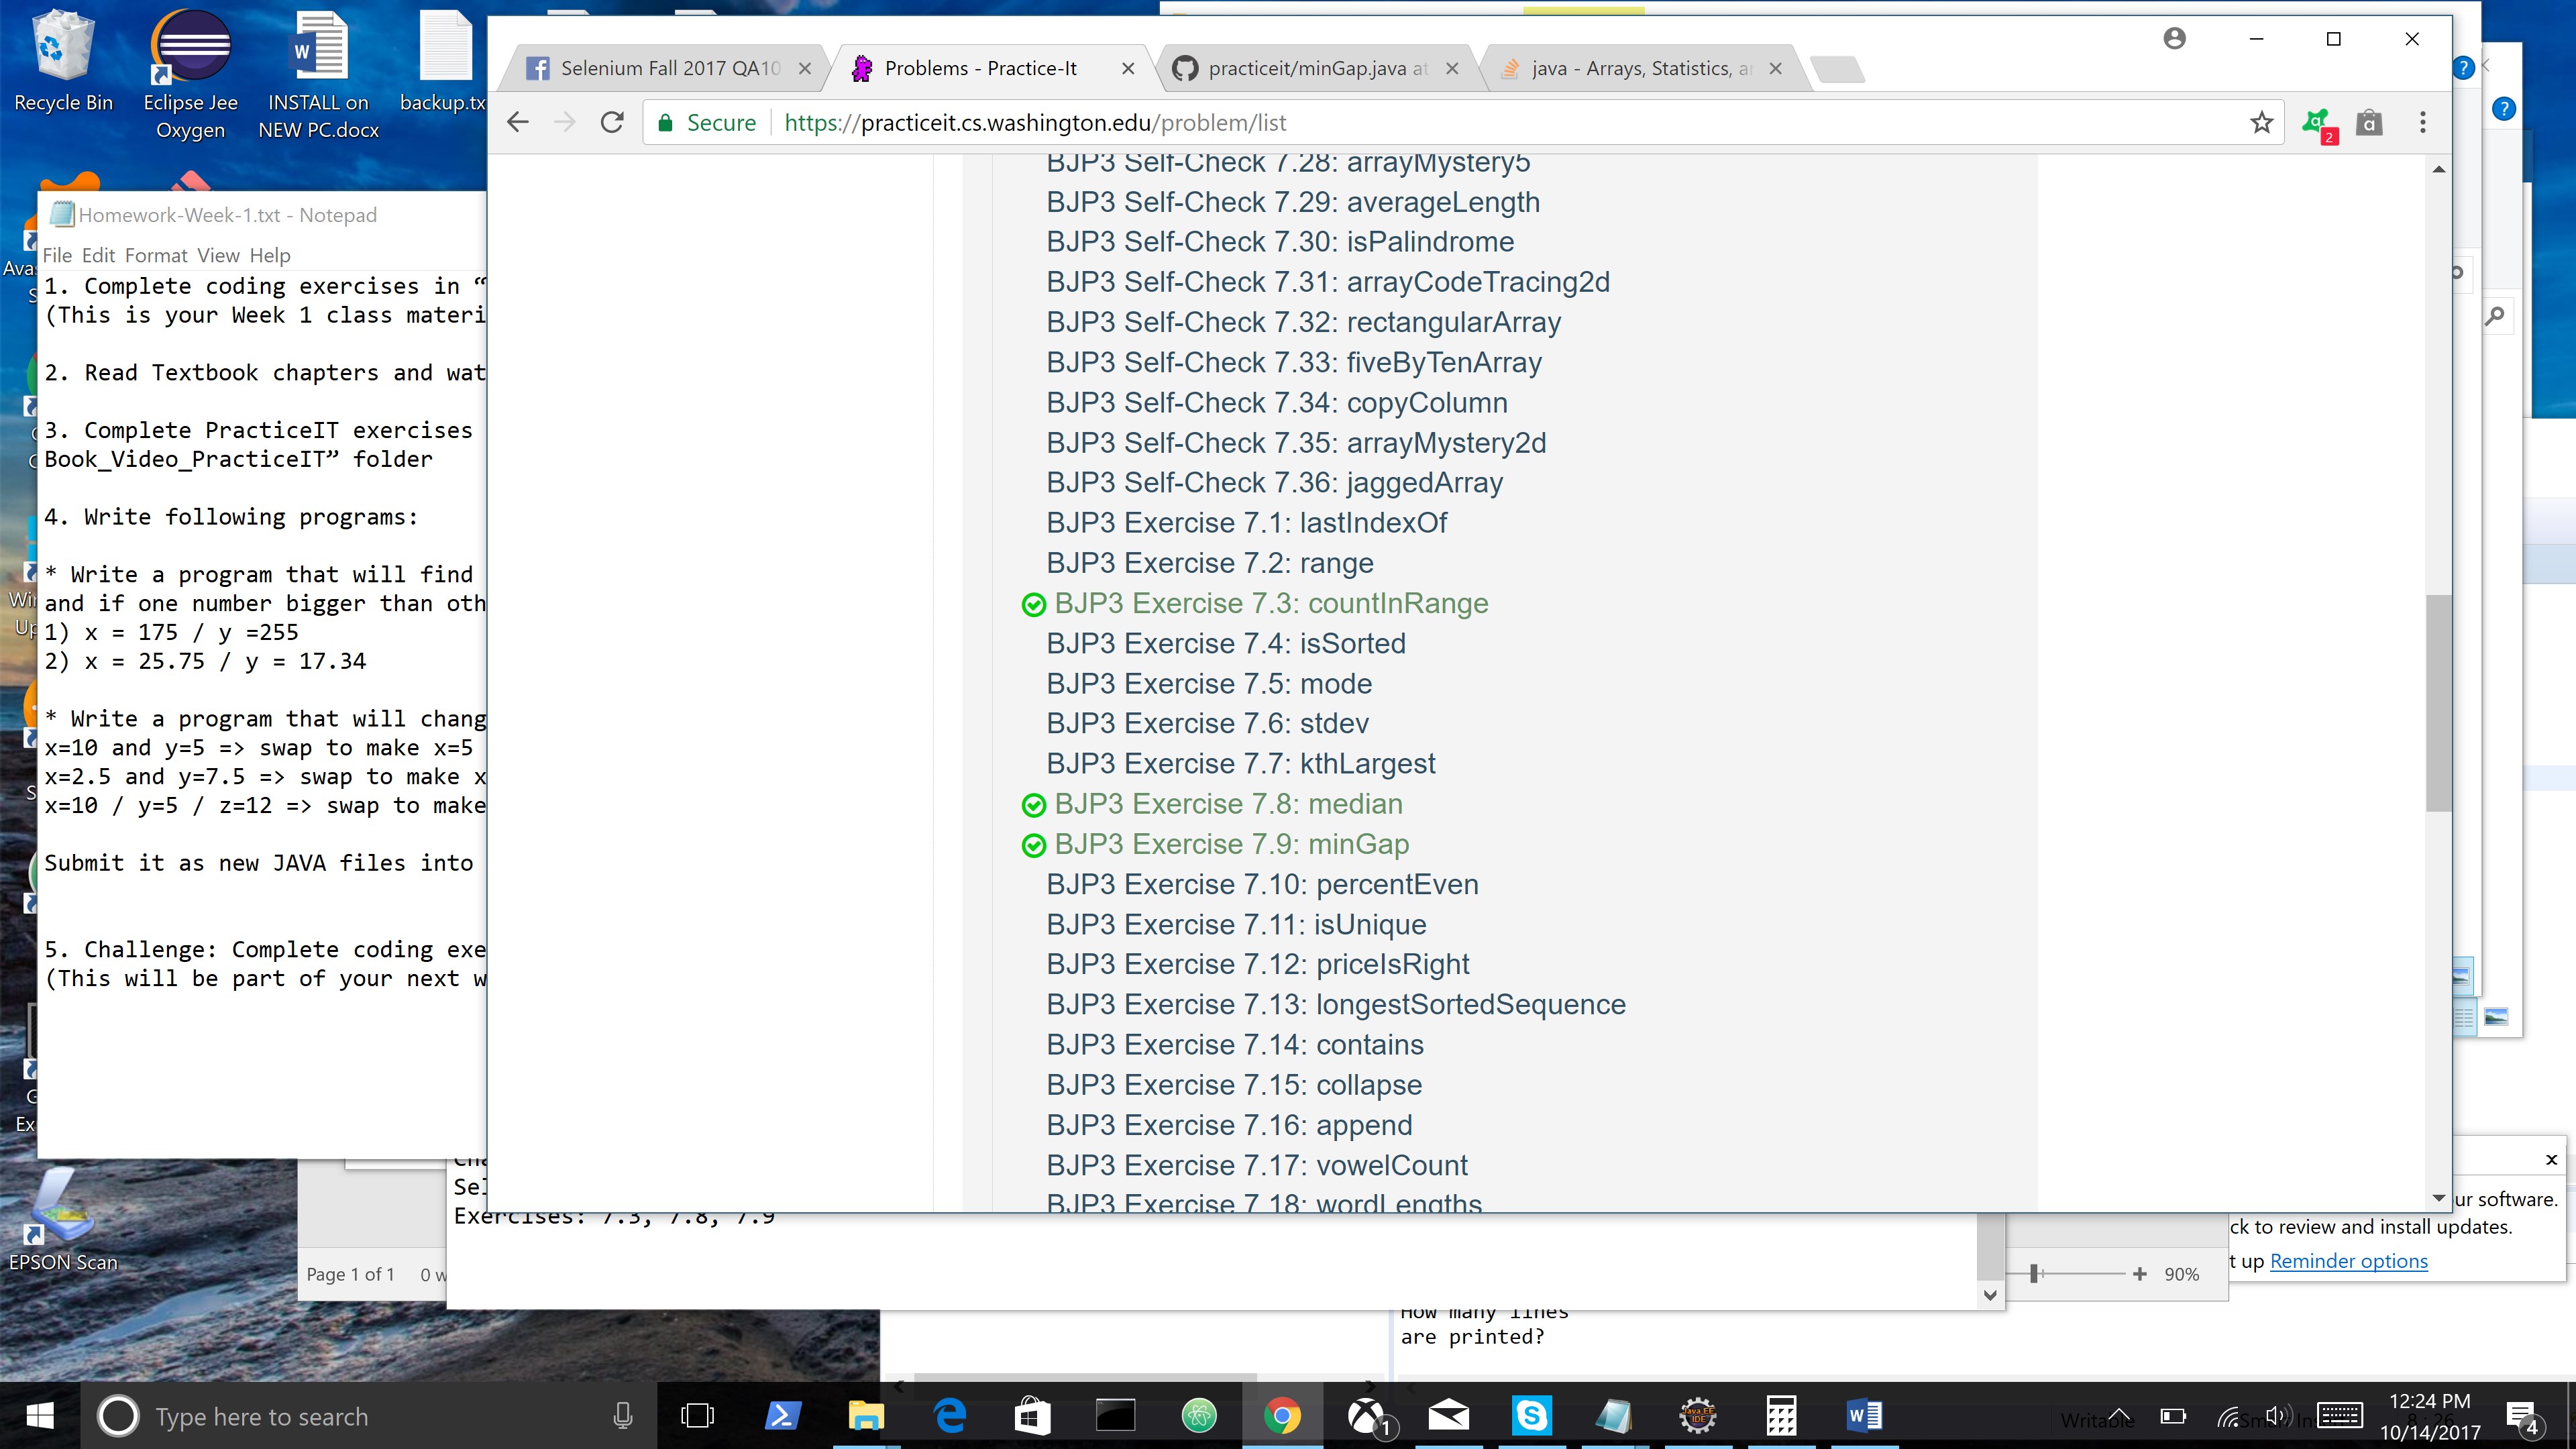 Recycle Bin
Eclipse Jee
Oxygen
INSTALL on
NEW PC.docx
backup.tx
Selenium Fall 2017 QA10
Problems - Practice-It
practiceit/minGap.java at
java - Arrays, Statistics, ar
Secure
https://practiceit.cs.washington.edu/problem/list
2
Homework-Week-1.txt - Notepad
File Edit Format View Help
1. Complete coding exercises in “
(This is your Week 1 class materi
2. Read Textbook chapters and wat
3. Complete PracticeIT exercises
Book_Video_PracticeIT” folder
4. Write following programs:
* Write a program that will find
and if one number bigger than oth
1) x = 175 / y =255
2) x = 25.75 / y = 17.34
* Write a program that will chang
x=10 and y=5 => swap to make x=5
x=2.5 and y=7.5 => swap to make x
x=10 / y=5 / z=12 => swap to make
Submit it as new JAVA files into
5. Challenge: Complete coding exe
(This will be part of your next w
BJP3 Self-Check 7.28: arrayMystery5
BJP3 Self-Check 7.29: averageLength
BJP3 Self-Check 7.30: isPalindrome
BJP3 Self-Check 7.31: arrayCodeTracing2d
BJP3 Self-Check 7.32: rectangularArray
BJP3 Self-Check 7.33: fiveByTenArray
BJP3 Self-Check 7.34: copyColumn
BJP3 Self-Check 7.35: arrayMystery2d
BJP3 Self-Check 7.36: jaggedArray
BJP3 Exercise 7.1: lastIndexOf
BJP3 Exercise 7.2: range
BJP3 Exercise 7.3: countInRange
BJP3 Exercise 7.4: isSorted
BJP3 Exercise 7.5: mode
BJP3 Exercise 7.6: stdev
BJP3 Exercise 7.7: kthLargest
BJP3 Exercise 7.8: median
BJP3 Exercise 7.9: minGap
BJP3 Exercise 7.10: percentEven
BJP3 Exercise 7.11: isUnique
BJP3 Exercise 7.12: priceIsRight
BJP3 Exercise 7.13: longestSortedSequence
BJP3 Exercise 7.14: contains
BJP3 Exercise 7.15: collapse
BJP3 Exercise 7.16: append
BJP3 Exercise 7.17: vowelCount
BJP3 Exercise 7.18: wordLengths
Exercises: 7.3, 7.8, 7.9
EPSON Scan
Page 1 of 1
0 w
ur software.
ck to review and install updates.
t up Reminder options
90%
How many lines
are printed?
Type here to search
1
12:24 PM
10/14/2017
4